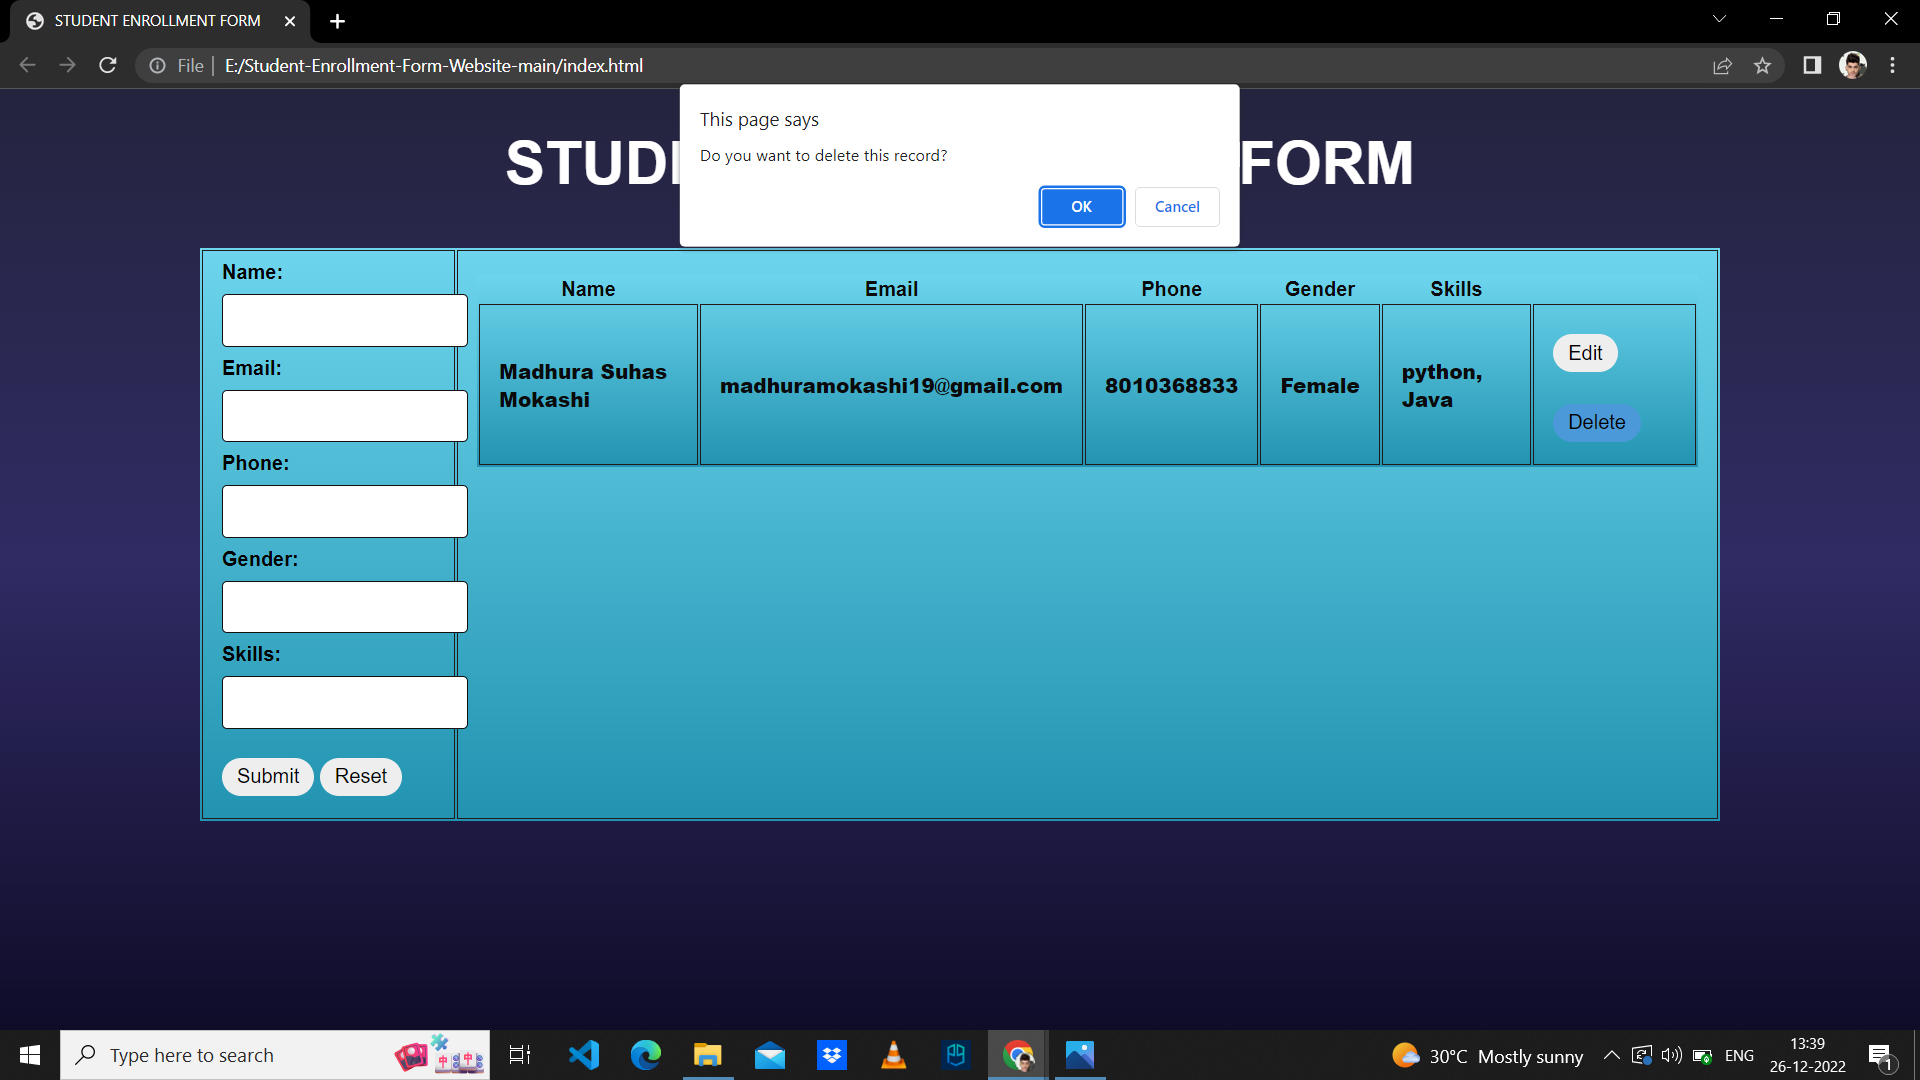 STUDENT ENROLLMENT FORM
File
E:/Student-Enrollment-Form-Website-main/index.html
This page says
Do you want to delete this record?
OK
Cancel
FORM
Name:
Email:
Phone:
Gender:
Skills:
Submit
Reset
Name Email Phone Gender Skills
Madhura Suhas
Mokashi
madhuramokashi19@gmail.com
8010368833
Female
python,
Java
Edit
Delete
Type here to search
30°C Mostly sunny
ENG
13:39
26-12-2022
1